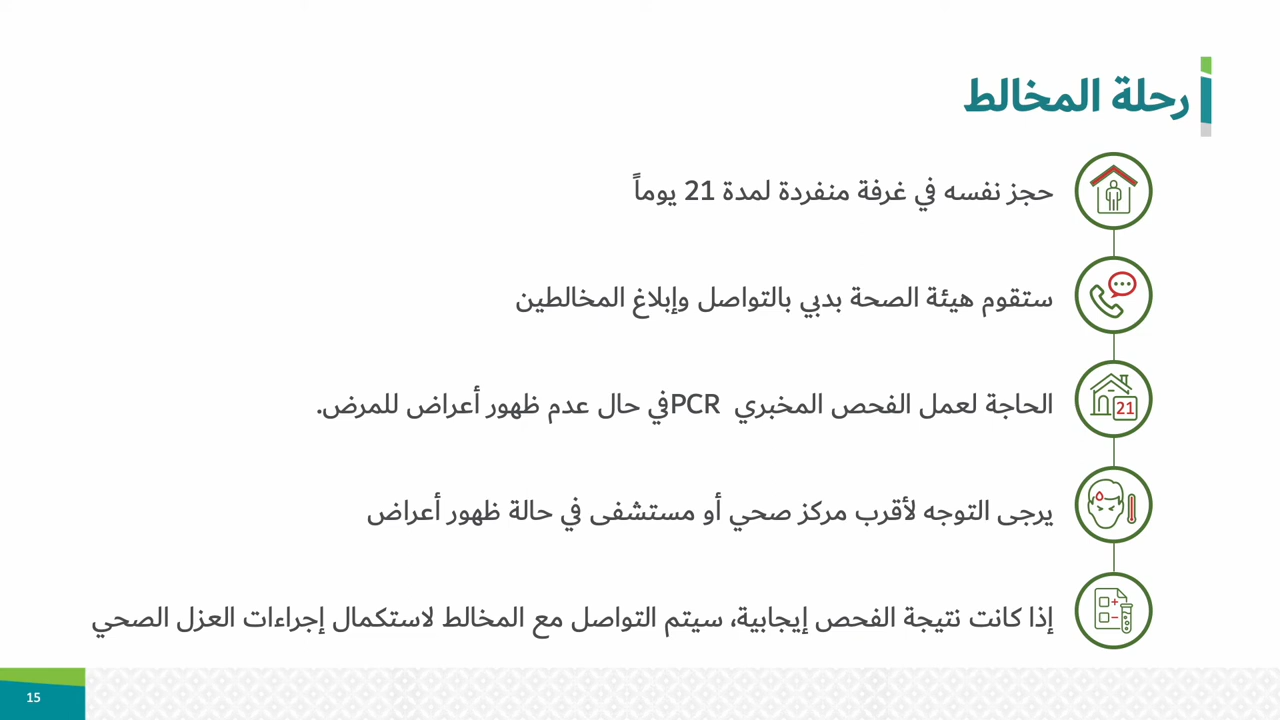 رحلة المخالط
حجز نفسه في غرفة منفردة لمدة 21 يوماً
ستقوم هيئة الصحة بدبي بالتواصل وإبلاغ المخالطين
الحاجة لعمل الفحص المخبري PCRفي حال عدم ظهور أعراض للمرض.
21
يرجى التوجه لأقرب مركز صحي أو مستشفى في حالة ظهور أعراض
إذا كانت نتيجة الفحص إيجابية، سيتم التواصل مع المخالط لاستكمال إجراءات العزل الصحي
15